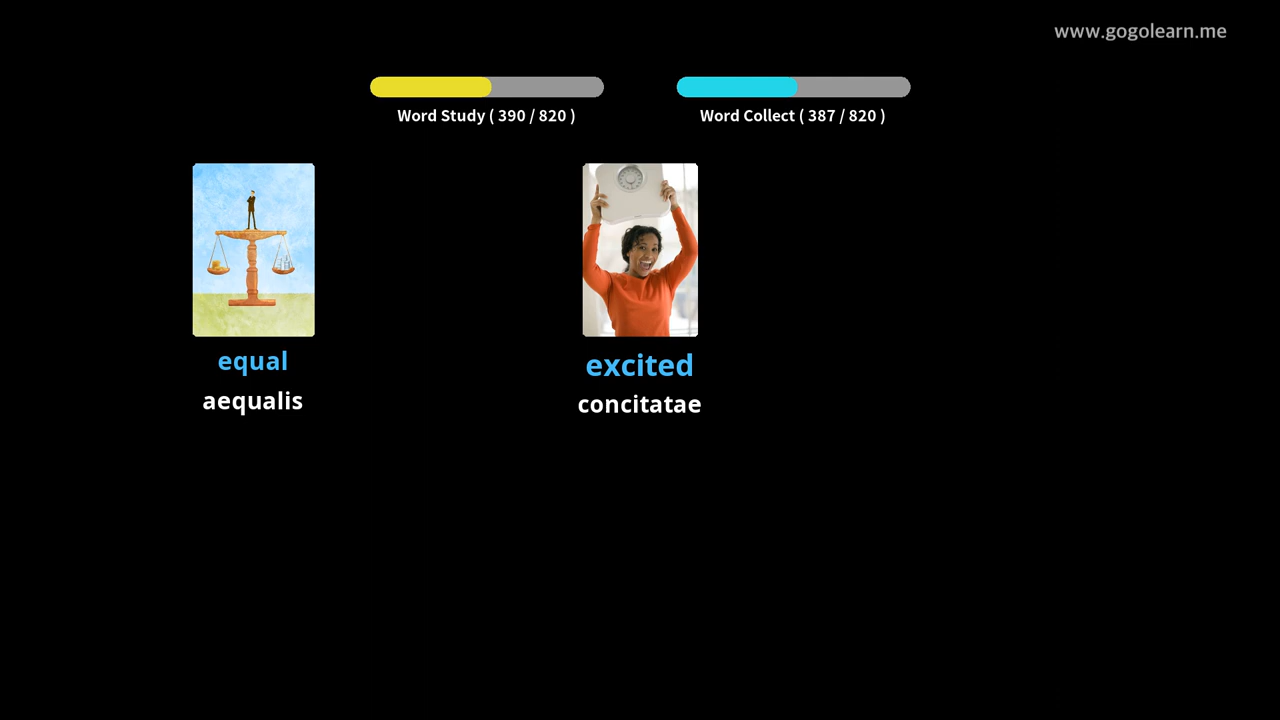 www.gogolearn.me
Word Study ( 390 / 820 )
Word Collect ( 387 / 820 )
equal
aequalis
excited
concitatae